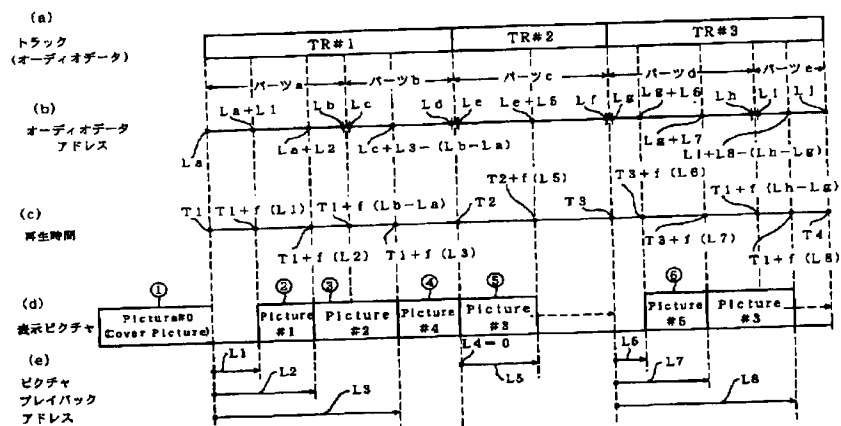 (a)
トラック
(オーディオデータ)
TR#1 TR#2 TR#3
パーツa パーツb パーツc パーツd パーツe
(b)
オーディオデータ
アドレス
La La+L1 La+L2 Lb Lc Lc+L3-(Lb-La) Ld Le Le+L5 Lf Lg Lg+L6 Lg+L7 Lh Li Li+L8-(Lh-Lg) Lj
(c)
再生時間
T1 T1+f(L1) T1+f(L2) T1+f(Lb-La) T1+f(L3) T2 T2+f(L5) T3 T3+f(L6) T3+f(L7) T1+f(Lh-Lg) T1+f(L8) T4
(d)
表示ピクチャ
① ② ③ ④ ⑤ ⑥
Picture#0
(Cover Picture)
Picture
#1
Picture
#2
Picture
#4
Picture
#3
Picture
#5
Picture
#3
(e)
ピクチャ
プレイバック
アドレス
L1
L2
L3
L4=0
L5
L6
L7
L8